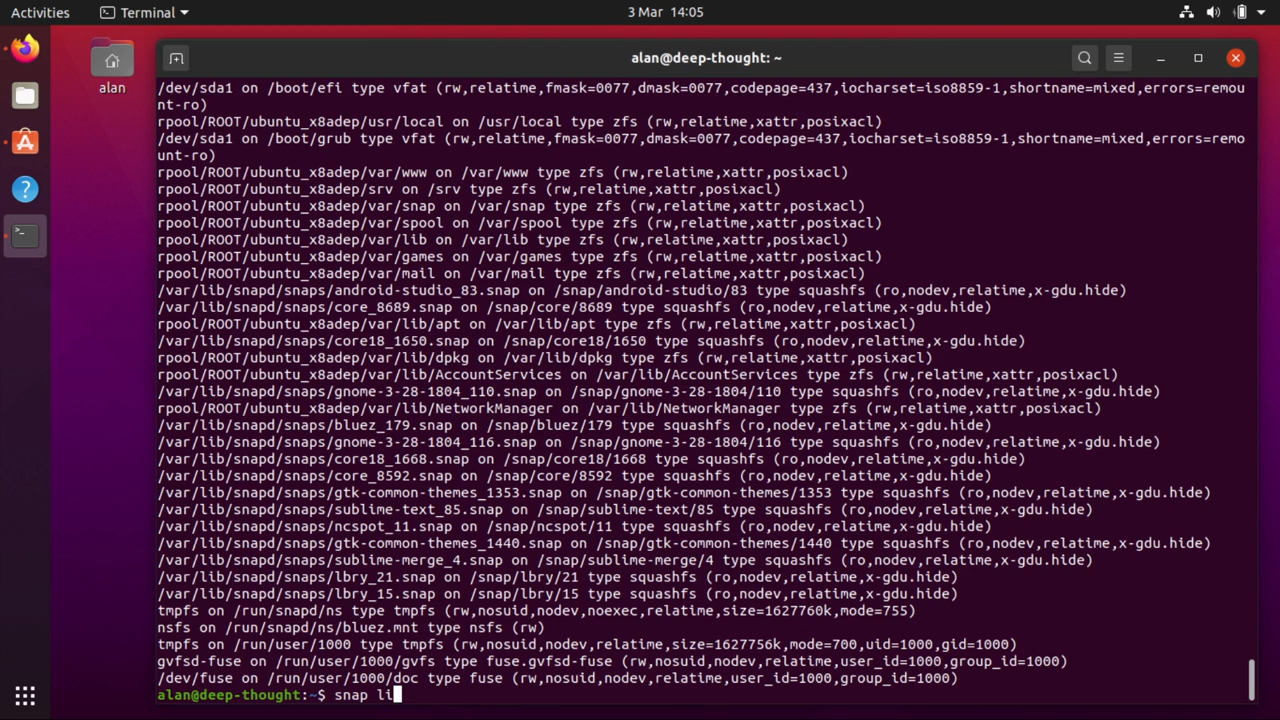 Activities
Terminal
3 Mar 14:05
alan
alan@deep-thought: ~
/dev/sda1 on /boot/efi type vfat (rw,relatime,fmask=0077,dmask=0077,codepage=437,iocharset=iso8859-1,shortname=mixed,errors=remou
nt-ro)
rpool/ROOT/ubuntu_x8adep/usr/local on /usr/local type zfs (rw,relatime,xattr,posixacl)
/dev/sda1 on /boot/grub type vfat (rw,relatime,fmask=0077,dmask=0077,codepage=437,iocharset=iso8859-1,shortname=mixed,errors=remo
unt-ro)
rpool/ROOT/ubuntu_x8adep/var/www on /var/www type zfs (rw,relatime,xattr,posixacl)
rpool/ROOT/ubuntu_x8adep/srv on /srv type zfs (rw,relatime,xattr,posixacl)
rpool/ROOT/ubuntu_x8adep/var/snap on /var/snap type zfs (rw,relatime,xattr,posixacl)
rpool/ROOT/ubuntu_x8adep/var/spool on /var/spool type zfs (rw,relatime,xattr,posixacl)
rpool/ROOT/ubuntu_x8adep/var/lib on /var/lib type zfs (rw,relatime,xattr,posixacl)
rpool/ROOT/ubuntu_x8adep/var/games on /var/games type zfs (rw,relatime,xattr,posixacl)
rpool/ROOT/ubuntu_x8adep/var/mail on /var/mail type zfs (rw,relatime,xattr,posixacl)
/var/lib/snapd/snaps/android-studio_83.snap on /snap/android-studio/83 type squashfs (ro,nodev,relatime,x-gdu.hide)
/var/lib/snapd/snaps/core_8689.snap on /snap/core/8689 type squashfs (ro,nodev,relatime,x-gdu.hide)
rpool/ROOT/ubuntu_x8adep/var/lib/apt on /var/lib/apt type zfs (rw,relatime,xattr,posixacl)
/var/lib/snapd/snaps/core18_1650.snap on /snap/core18/1650 type squashfs (ro,nodev,relatime,x-gdu.hide)
rpool/ROOT/ubuntu_x8adep/var/lib/dpkg on /var/lib/dpkg type zfs (rw,relatime,xattr,posixacl)
rpool/ROOT/ubuntu_x8adep/var/lib/AccountServices on /var/lib/AccountServices type zfs (rw,relatime,xattr,posixacl)
/var/lib/snapd/snaps/gnome-3-28-1804_110.snap on /snap/gnome-3-28-1804/110 type squashfs (ro,nodev,relatime,x-gdu.hide)
rpool/ROOT/ubuntu_x8adep/var/lib/NetworkManager on /var/lib/NetworkManager type zfs (rw,relatime,xattr,posixacl)
/var/lib/snapd/snaps/bluez_179.snap on /snap/bluez/179 type squashfs (ro,nodev,relatime,x-gdu.hide)
/var/lib/snapd/snaps/gnome-3-28-1804_116.snap on /snap/gnome-3-28-1804/116 type squashfs (ro,nodev,relatime,x-gdu.hide)
/var/lib/snapd/snaps/core18_1668.snap on /snap/core18/1668 type squashfs (ro,nodev,relatime,x-gdu.hide)
/var/lib/snapd/snaps/core_8592.snap on /snap/core/8592 type squashfs (ro,nodev,relatime,x-gdu.hide)
/var/lib/snapd/snaps/gtk-common-themes_1353.snap on /snap/gtk-common-themes/1353 type squashfs (ro,nodev,relatime,x-gdu.hide)
/var/lib/snapd/snaps/sublime-text_85.snap on /snap/sublime-text/85 type squashfs (ro,nodev,relatime,x-gdu.hide)
/var/lib/snapd/snaps/ncspot_11.snap on /snap/ncspot/11 type squashfs (ro,nodev,relatime,x-gdu.hide)
/var/lib/snapd/snaps/gtk-common-themes_1440.snap on /snap/gtk-common-themes/1440 type squashfs (ro,nodev,relatime,x-gdu.hide)
/var/lib/snapd/snaps/sublime-merge_4.snap on /snap/sublime-merge/4 type squashfs (ro,nodev,relatime,x-gdu.hide)
/var/lib/snapd/snaps/lbry_21.snap on /snap/lbry/21 type squashfs (ro,nodev,relatime,x-gdu.hide)
/var/lib/snapd/snaps/lbry_15.snap on /snap/lbry/15 type squashfs (ro,nodev,relatime,x-gdu.hide)
tmpfs on /run/snapd/ns type tmpfs (rw,nosuid,nodev,noexec,relatime,size=1627760k,mode=755)
nsfs on /run/snapd/ns/bluez.mnt type nsfs (rw)
tmpfs on /run/user/1000 type tmpfs (rw,nosuid,nodev,relatime,size=1627756k,mode=700,uid=1000,gid=1000)
gvfsd-fuse on /run/user/1000/gvfs type fuse.gvfsd-fuse (rw,nosuid,nodev,relatime,user_id=1000,group_id=1000)
/dev/fuse on /run/user/1000/doc type fuse (rw,nosuid,nodev,relatime,user_id=1000,group_id=1000)
alan@deep-thought:~$ snap li